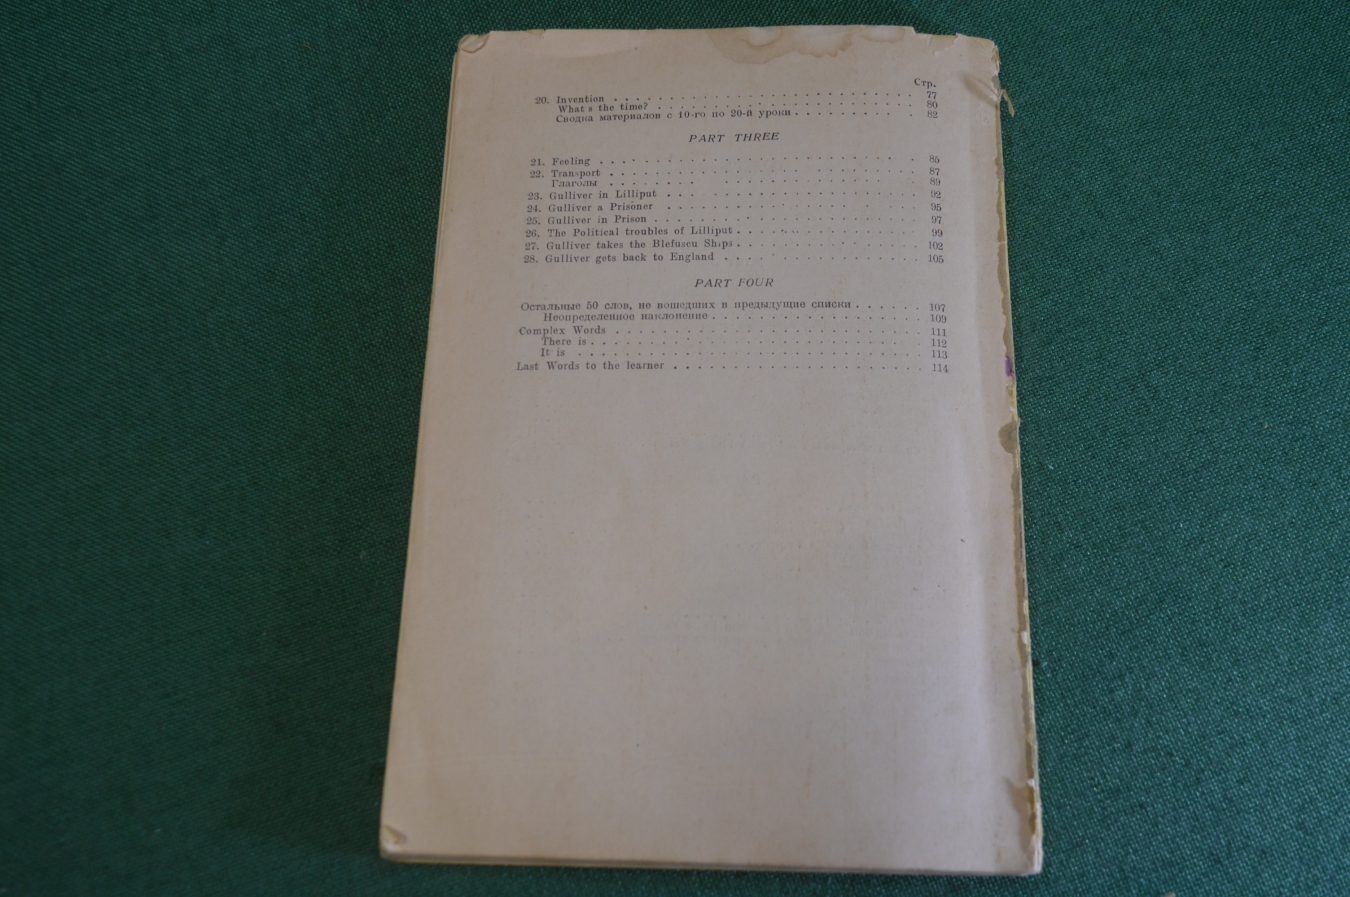 Стр.
20. Invention . . . . . . . . . . . . . . . . . . . . . . . . 77
What s the time? . . . . . . . . . . . . . . . . . . . . . . 80
Сводка материалов с 10-го по 20-й уроки . . . . . . . . . . 82
PART THREE
21. Feeling . . . . . . . . . . . . . . . . . . . . . . . . 85
22. Transport . . . . . . . . . . . . . . . . . . . . . . . 87
Глаголы . . . . . . . . . . . . . . . . . . . . . . . . 89
23. Gulliver in Lilliput . . . . . . . . . . . . . . . . . . 92
24. Gulliver a Prisoner . . . . . . . . . . . . . . . . . . 95
25. Gulliver in Prison . . . . . . . . . . . . . . . . . . . 97
26. The Political troubles of Lilliput . . . . . . . . . . . 99
27. Gulliver takes the Blefuscu Ships . . . . . . . . . . . . 102
28. Gulliver gets back to England . . . . . . . . . . . . . . 105
PART FOUR
Остальные 50 слов, не вошедших в предыдущие списки . . . . . . 107
Неопределенное наклонение . . . . . . . . . . . . . . . . 109
Complex Words . . . . . . . . . . . . . . . . . . . . . . . 111
There is . . . . . . . . . . . . . . . . . . . . . . . . 112
It is . . . . . . . . . . . . . . . . . . . . . . . . . 113
Last Words to the learner . . . . . . . . . . . . . . . . . 114